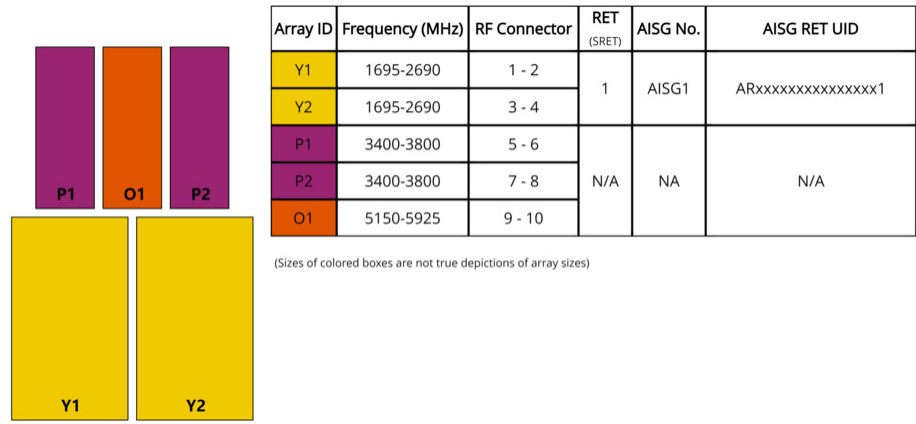 P1 O1 P2
Y1 Y2
Array ID Frequency (MHz) RF Connector RET (SRET) AISG No. AISG RET UID
Y1 1695-2690 1 - 2 1 AISG1 ARxxxxxxxxxxxxxxx1
Y2 1695-2690 3 - 4
P1 3400-3800 5 - 6 N/A NA N/A
P2 3400-3800 7 - 8
O1 5150-5925 9 - 10
(Sizes of colored boxes are not true depictions of array sizes)